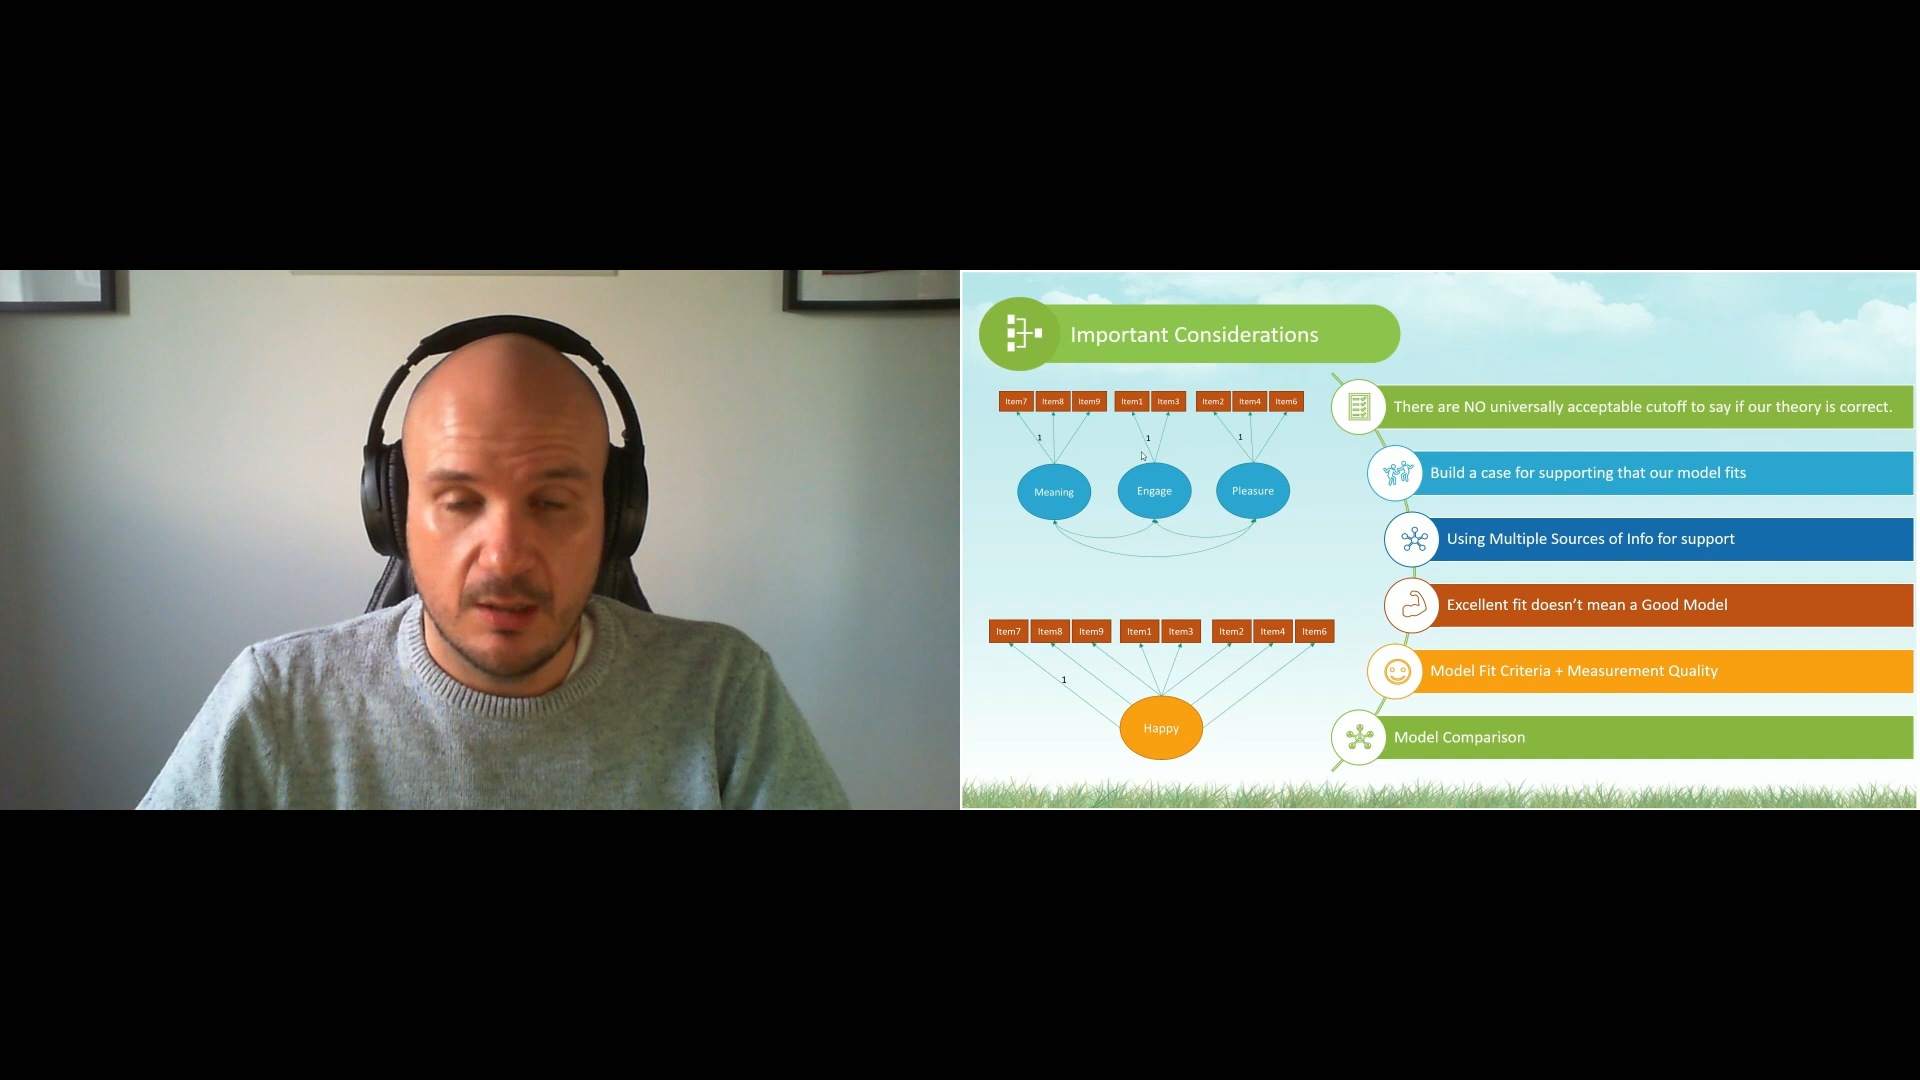 Important Considerations
Item7 Item8 Item9 Item1 Item3 Item2 Item4 Item6
1 1 1
Meaning Engage Pleasure
Item7 Item8 Item9 Item1 Item3 Item2 Item4 Item6
1
Happy
There are NO universally acceptable cutoff to say if our theory is correct.
Build a case for supporting that our model fits
Using Multiple Sources of Info for support
Excellent fit doesn’t mean a Good Model
Model Fit Criteria + Measurement Quality
Model Comparison